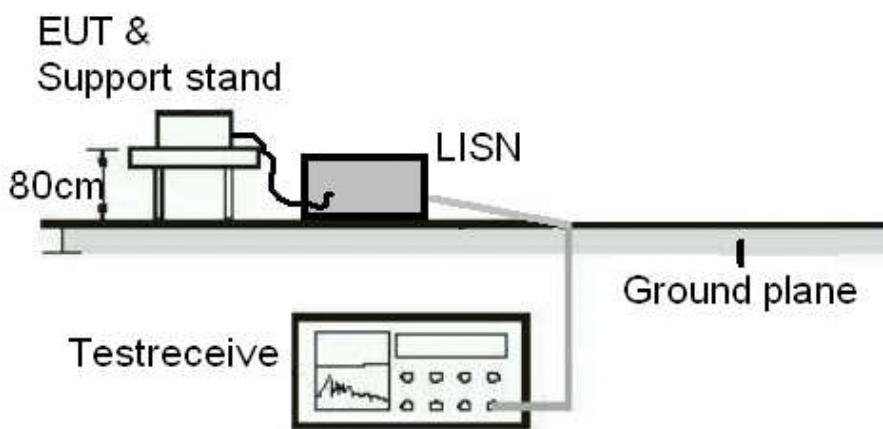 EUT &
Support stand
LISN
80cm
Ground plane
Testreceive